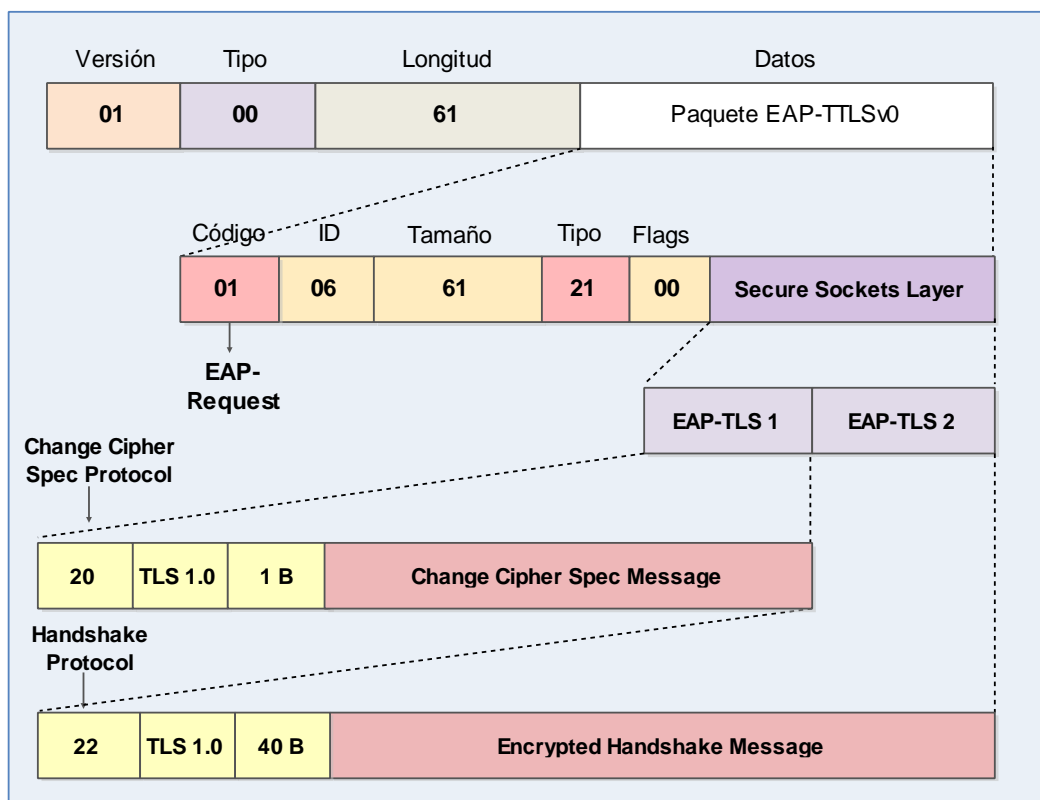 Versión Tipo Longitud Datos
01 00 61 Paquete EAP-TTLSv0
Código ID Tamaño Tipo Flags
01 06 61 21 00 Secure Sockets Layer
EAP-
Request
EAP-TLS 1 EAP-TLS 2
Change Cipher
Spec Protocol
20 TLS 1.0 1 B Change Cipher Spec Message
Handshake
Protocol
22 TLS 1.0 40 B Encrypted Handshake Message